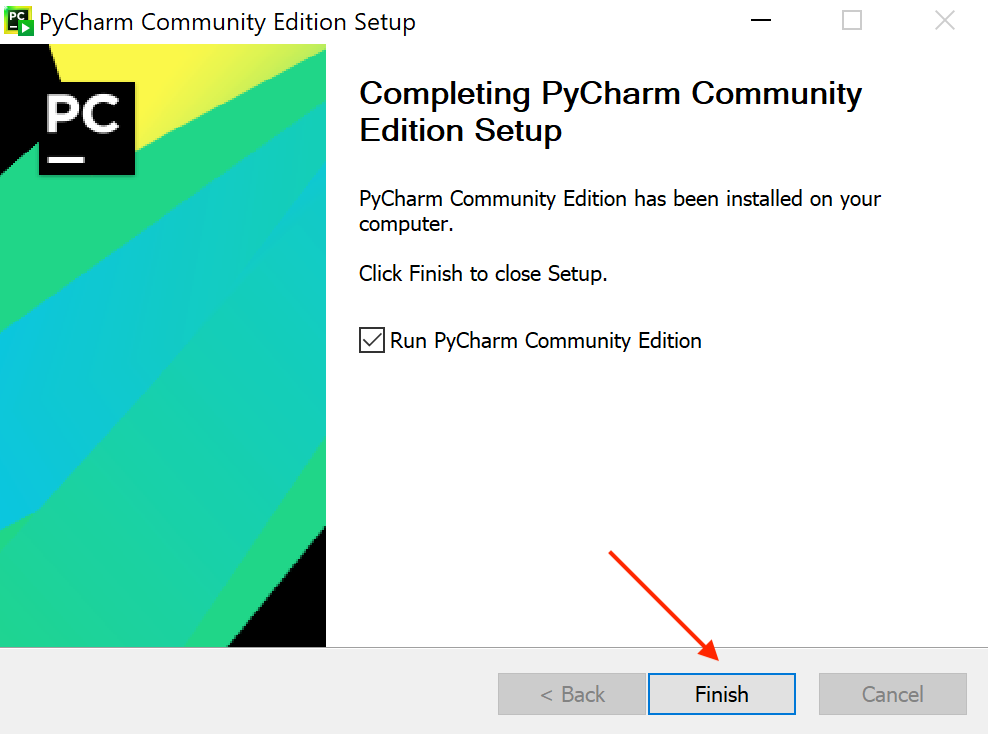 PC PyCharm Community Edition Setup
PC
Completing PyCharm Community
Edition Setup
PyCharm Community Edition has been installed on your
computer.
Click Finish to close Setup.
Run PyCharm Community Edition
< Back Finish Cancel